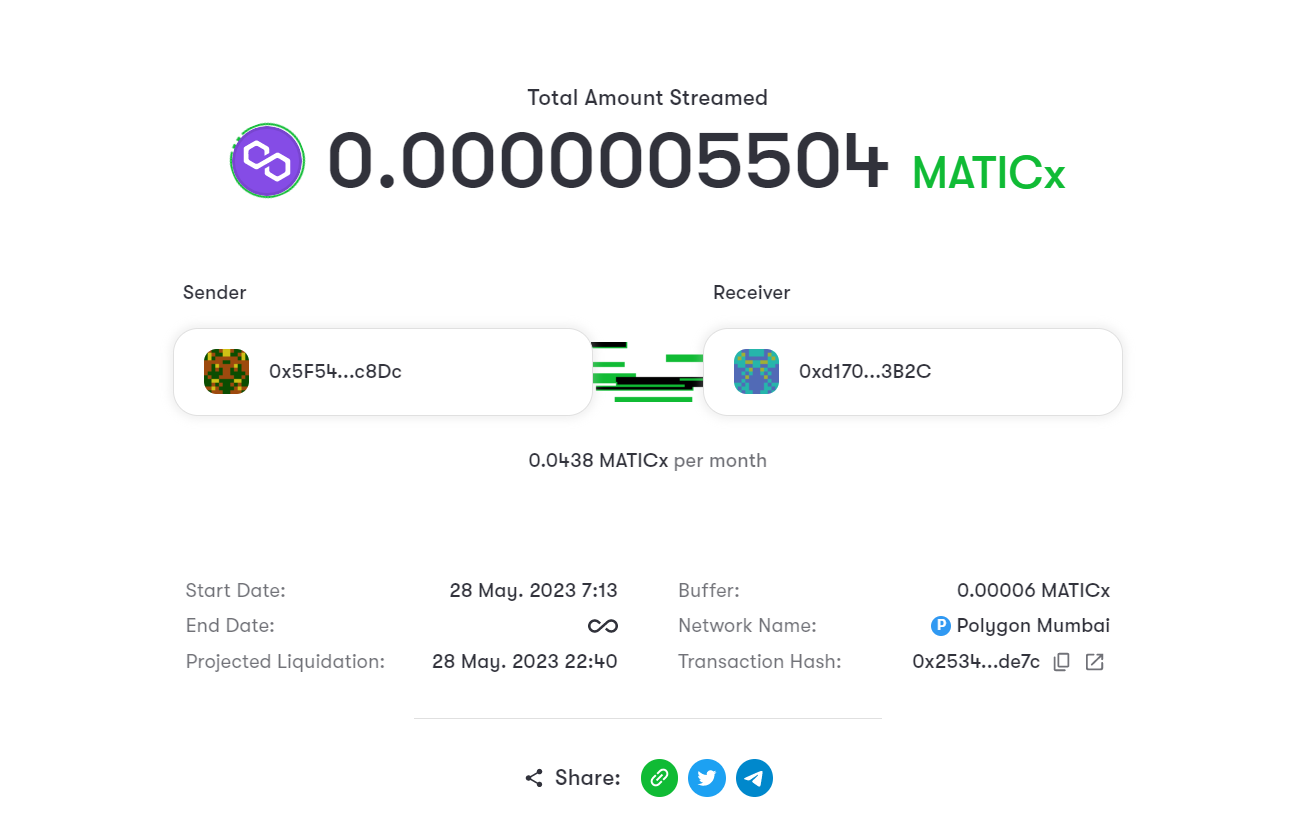 Total Amount Streamed
0.0000005504 MATICx
Sender
Receiver
0x5F54...c8Dc
0xd170...3B2C
0.0438 MATICx per month
Start Date: 28 May. 2023 7:13
Buffer: 0.00006 MATICx
End Date: ∞
Network Name: P Polygon Mumbai
Projected Liquidation: 28 May. 2023 22:40
Transaction Hash: 0x2534...de7c
Share: